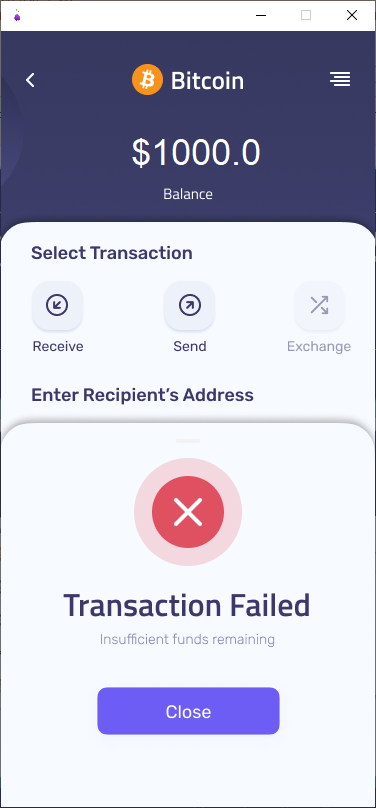 Bitcoin
$1000.0
Balance
Select Transaction
Receive Send Exchange
Enter Recipient’s Address
Transaction Failed
Insufficient funds remaining
Close